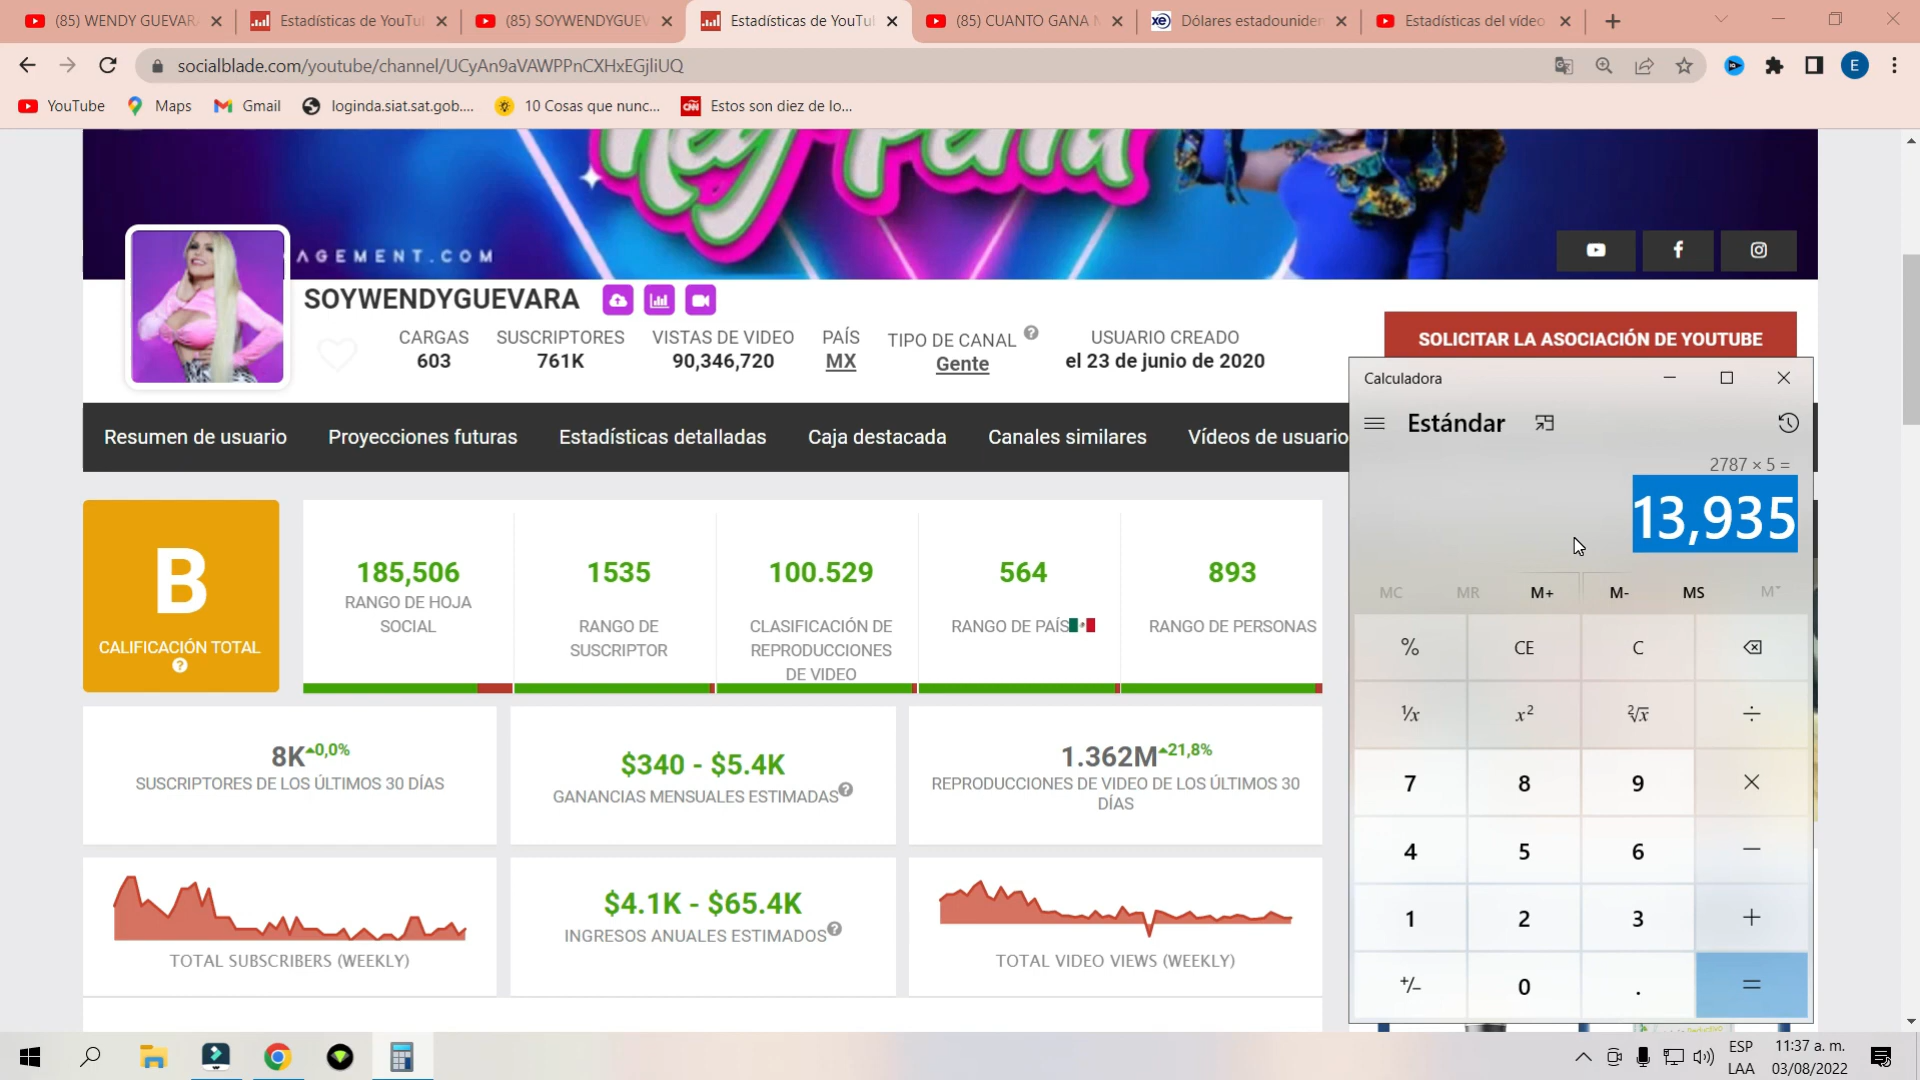 (85) WENDY GUEVARA
Estadísticas de YouTu
(85) SOYWENDYGUEV
Estadísticas de YouTu
(85) CUANTO GANA
xe Dólares estadouniden
Estadísticas del vídeo
socialblade.com/youtube/channel/UCyAn9aVAWPPnCXHxEGjliUQ
E
YouTube
Maps
Gmail
loginda.siat.sat.gob....
10 Cosas que nunc...
CNN Estos son diez de lo...
AGEMENT.COM
SOYWENDYGUEVARA
CARGAS
603
SUSCRIPTORES
761K
VISTAS DE VIDEO
90,346,720
PAÍS
MX
TIPO DE CANAL
Gente
USUARIO CREADO
el 23 de junio de 2020
SOLICITAR LA ASOCIACIÓN DE YOUTUBE
Resumen de usuario
Proyecciones futuras
Estadísticas detalladas
Caja destacada
Canales similares
Vídeos de usuario
B
CALIFICACIÓN TOTAL
185,506
RANGO DE HOJA
SOCIAL
1535
RANGO DE
SUSCRIPTOR
100.529
CLASIFICACIÓN DE
REPRODUCCIONES
DE VIDEO
564
RANGO DE PAÍS
893
RANGO DE PERSONAS
8K 0,0%
SUSCRIPTORES DE LOS ÚLTIMOS 30 DÍAS
$340 - $5.4K
GANANCIAS MENSUALES ESTIMADAS
1.362M 21,8%
REPRODUCCIONES DE VIDEO DE LOS ÚLTIMOS 30
DÍAS
TOTAL SUBSCRIBERS (WEEKLY)
$4.1K - $65.4K
INGRESOS ANUALES ESTIMADOS
TOTAL VIDEO VIEWS (WEEKLY)
Calculadora
Estándar
2787 × 5 =
13,935
MC MR M+ M- MS M˅
% CE C
¹/x x² ²√x ÷
7 8 9 ×
4 5 6 −
1 2 3 +
+/− 0 . =
ESP
LAA
11:37 a. m.
03/08/2022